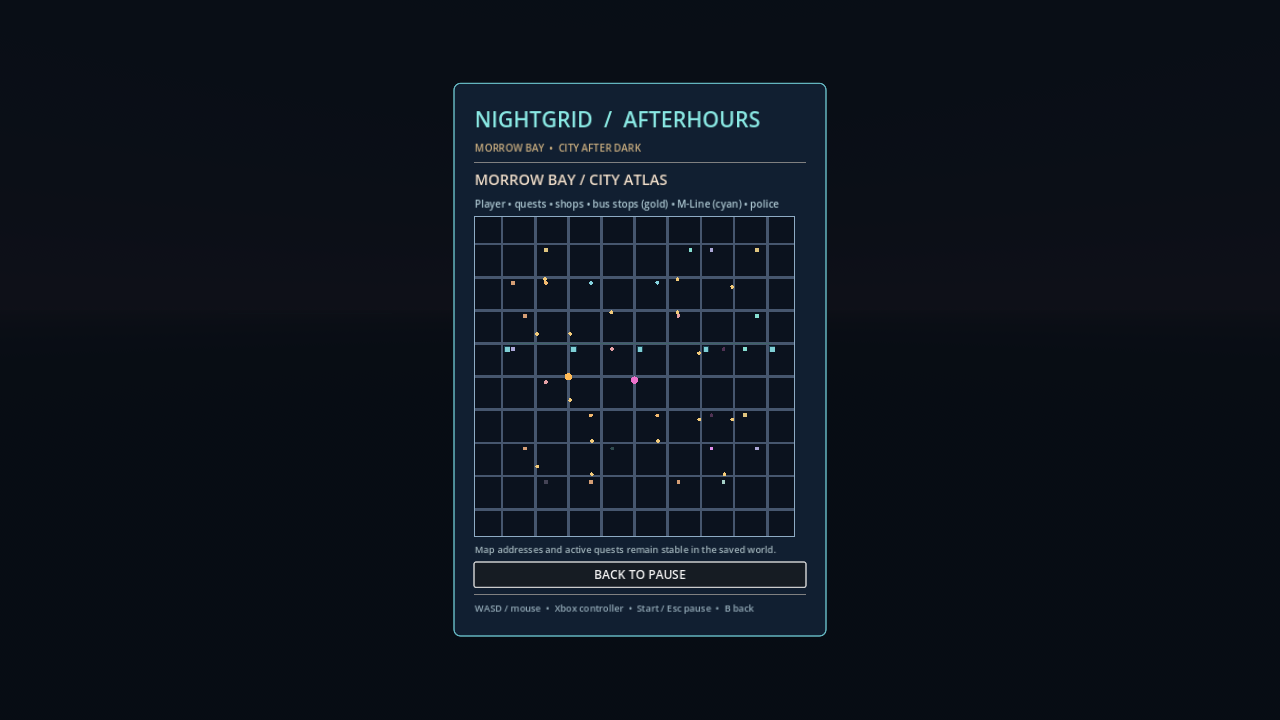 NIGHTGRID / AFTERHOURS
MORROW BAY • CITY AFTER DARK
MORROW BAY / CITY ATLAS
Player • quests • shops • bus stops (gold) • M-Line (cyan) • police
Map addresses and active quests remain stable in the saved world.
BACK TO PAUSE
WASD / mouse • Xbox controller • Start / Esc pause • B back